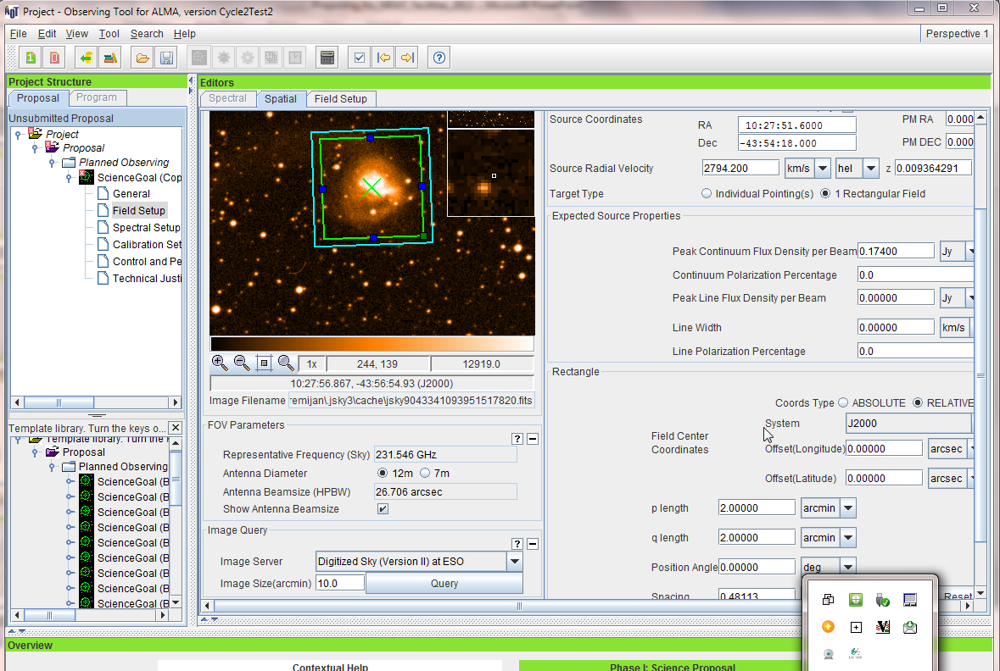 Project - Observing Tool for ALMA, version Cycle2Test2
File Edit View Tool Search Help
Perspective 1
Project Structure
Proposal Program
Unsubmitted Proposal
Project
Proposal
Planned Observing
ScienceGoal (Cop
General
Field Setup
Spectral Setup
Calibration Set
Control and Pe
Technical Justi
Template library. Turn the keys o...
Template library. Turn the k
Proposal
Planned Observing
ScienceGoal (B
ScienceGoal (B
ScienceGoal (B
ScienceGoal (B
ScienceGoal (B
ScienceGoal (B
ScienceGoal (B
ScienceGoal (B
ScienceGoal (B
Editors
Spectral Spatial Field Setup
1x 244, 139 12919.0
10:27:56.867, -43:56:54.93 (J2000)
Image Filename emijan\.jsky3\cache\jsky9043341093951517820.fits
FOV Parameters
? −
Representative Frequency (Sky) 231.546 GHz
Antenna Diameter 12m 7m
Antenna Beamsize (HPBW) 26.706 arcsec
Show Antenna Beamsize
Image Query
? −
Image Server Digitized Sky (Version II) at ESO
Image Size(arcmin) 10.0 Query
Source Coordinates
RA 10:27:51.6000 PM RA 0.000
Dec -43:54:18.000 PM DEC 0.000
Source Radial Velocity 2794.200 km/s hel z 0.009364291
Target Type Individual Pointing(s) 1 Rectangular Field
Expected Source Properties
Peak Continuum Flux Density per Beam 0.17400 Jy
Continuum Polarization Percentage 0.0
Peak Line Flux Density per Beam 0.00000 Jy
Line Width 0.00000 km/s
Line Polarization Percentage 0.0
Rectangle
Coords Type ABSOLUTE RELATIVE
System J2000
Field Center Coordinates
Offset(Longitude) 0.00000 arcsec
Offset(Latitude) 0.00000 arcsec
p length 2.00000 arcmin
q length 2.00000 arcmin
Position Angle 0.00000 deg
Spacing 0.48113 Reset
Overview
Contextual Help Phase I: Science Proposal